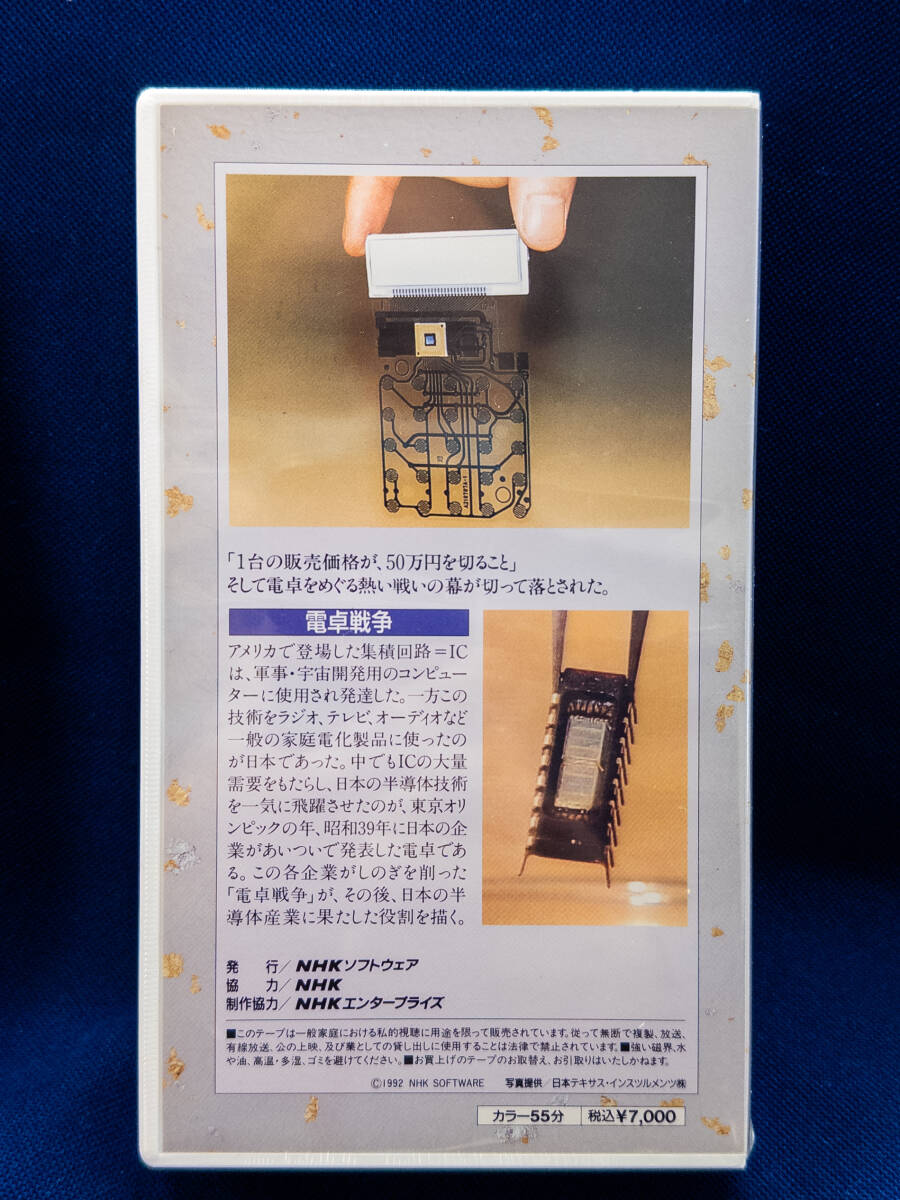 「1台の販売価格が、50万円を切ること」
そして電卓をめぐる熱い戦いの幕が切って落とされた。
電卓戦争
アメリカで登場した集積回路=IC
は、軍事・宇宙開発用のコンピュー
ターに使用され発達した。一方この
技術をラジオ、テレビ、オーディオなど
一般の家庭電化製品に使ったの
が日本であった。中でもICの大量
需要をもたらし、日本の半導体技術
を一気に飛躍させたのが、東京オリ
ンピックの年、昭和39年に日本の企
業があいついで発表した電卓であ
る。この各企業がしのぎを削った
「電卓戦争」が、その後、日本の半
導体産業に果たした役割を描く。
発 行/NHKソフトウェア
協 力/NHK
制作協力/NHKエンタープライズ
■このテープは一般家庭における私的視聴に用途を限って販売されています。従って無断で複製、放送、
有線放送、公の上映、及び業としての貸し出しに使用することは法律で禁止されています。■強い磁界、水
や油、高温・多湿、ゴミを避けてください。■お買上げのテープのお取替え、お引取りはいたしかねます。
©1992 NHK SOFTWARE 写真提供/日本テキサス・インスツルメンツ㈱
カラー55分 税込¥7,000